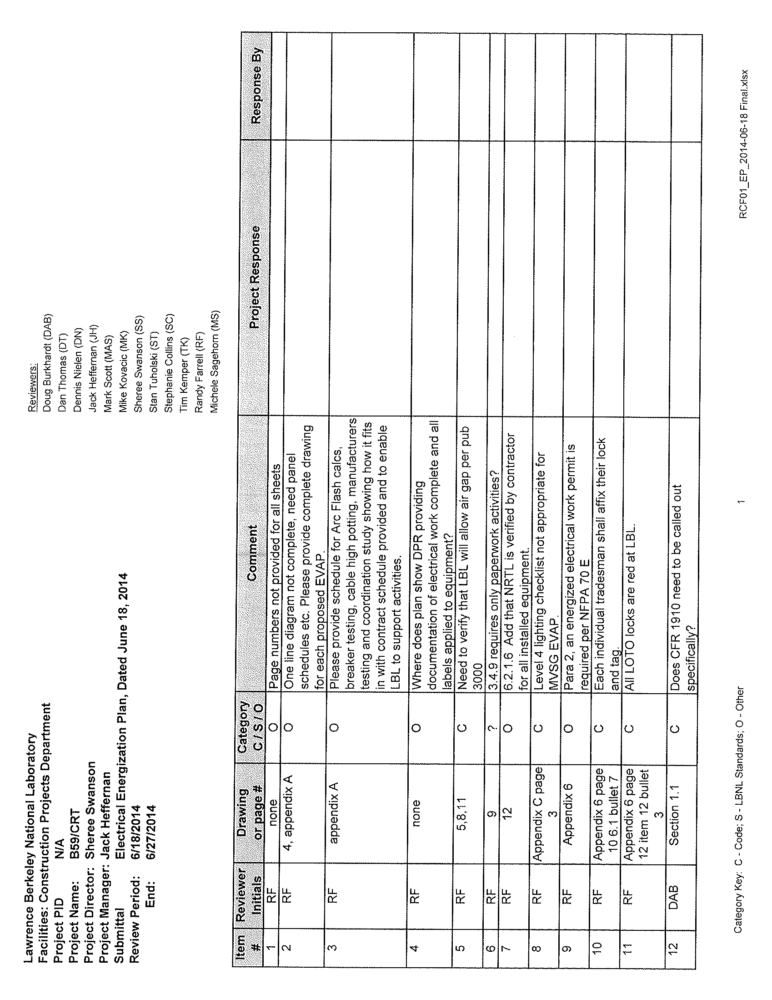 Lawrence Berkeley National Laboratory
Facilities: Construction Projects Department
Project PID N/A
Project Name: B59/CRT
Project Director: Sheree Swanson
Project Manager: Jack Heffernan
Submittal Electrical Energization Plan, Dated June 18, 2014
Review Period: 6/18/2014
End: 6/27/2014
Reviewers:
Doug Burkhardt (DAB)
Dan Thomas (DT)
Dennis Nielen (DN)
Jack Heffernan (JH)
Mark Scott (MAS)
Mike Kovacic (MK)
Sheree Swanson (SS)
Stan Tuholski (ST)
Stephanie Collins (SC)
Tim Kemper (TK)
Randy Farrell (RF)
Michele Sagehorn (MS)
Item Reviewer Drawing Category Comment Project Response Response By
# Initials or page # C / S / O
1 RF none O Page numbers not provided for all sheets
2 RF 4, appendix A O One line diagram not complete, need panel
schedules etc. Please provide complete drawing
for each proposed EVAP.
3 RF appendix A O Please provide schedule for Arc Flash calcs,
breaker testing, cable high potting, manufacturers
testing and coordination study showing how it fits
in with contract schedule provided and to enable
LBL to support activities.
4 RF none O Where does plan show DPR providing
documentation of electrical work complete and all
labels applied to equipment?
5 RF 5,8,11 C Need to verify that LBL will allow air gap per pub
3000
6 RF 9 ? 3.4.9 requires only paperwork activities?
7 RF 12 O 6.2.1.6 Add that NRTL is verified by contractor
for all installed equipment.
8 RF Appendix C page C Level 4 lighting checklist not appropriate for
3 MVSG EVAP.
9 RF Appendix 6 O Para 2, an energized electrical work permit is
required per NFPA 70 E
10 RF Appendix 6 page C Each individual tradesman shall affix their lock
10 6.1 bullet 7 and tag.
11 RF Appendix 6 page C All LOTO locks are red at LBL.
12 item 12 bullet
3
12 DAB Section 1.1 C Does CFR 1910 need to be called out
specifically?
Category Key: C - Code; S - LBNL Standards; O - Other 1 RCF01_EP_2014-06-18 Final.xlsx